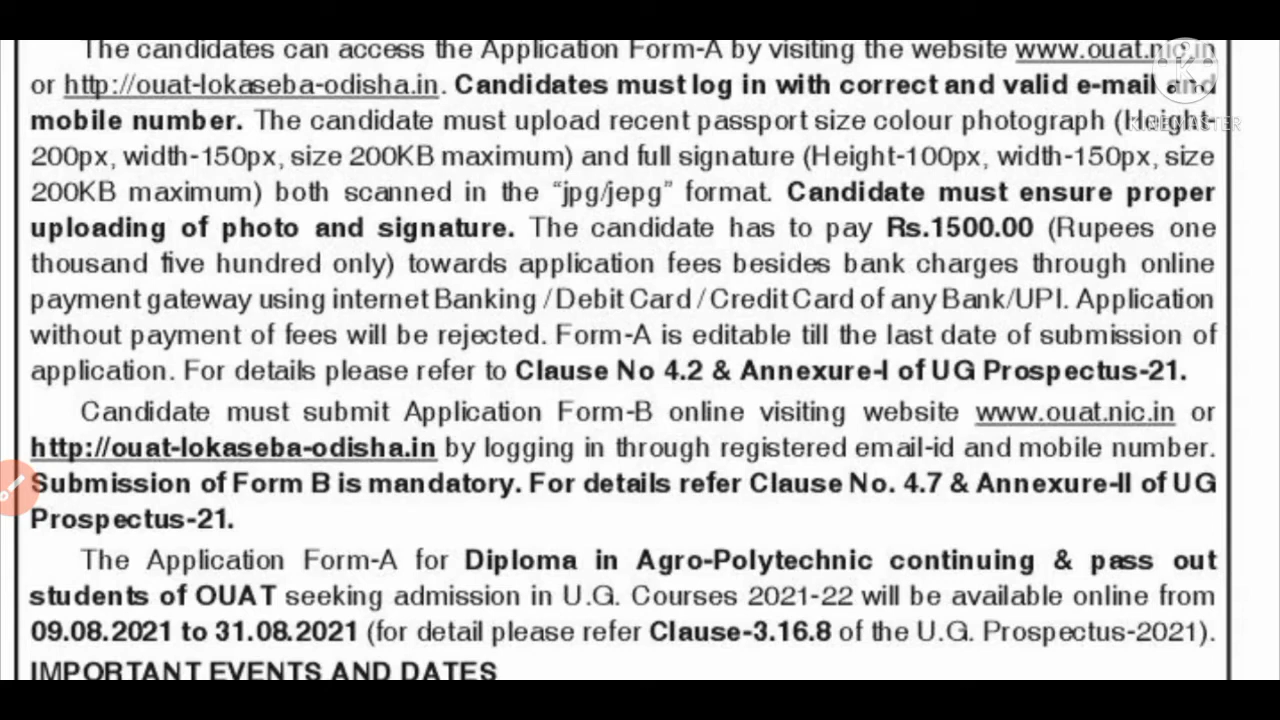 The candidates can access the Application Form-A by visiting the website www.ouat.nic.in
or http://ouat-lokaseba-odisha.in. Candidates must log in with correct and valid e-mail and
mobile number. The candidate must upload recent passport size colour photograph (Height-
200px, width-150px, size 200KB maximum) and full signature (Height-100px, width-150px, size
200KB maximum) both scanned in the “jpg/jepg” format. Candidate must ensure proper
uploading of photo and signature. The candidate has to pay Rs.1500.00 (Rupees one
thousand five hundred only) towards application fees besides bank charges through online
payment gateway using internet Banking / Debit Card / Credit Card of any Bank/UPI. Application
without payment of fees will be rejected. Form-A is editable till the last date of submission of
application. For details please refer to Clause No 4.2 & Annexure-I of UG Prospectus-21.
Candidate must submit Application Form-B online visiting website www.ouat.nic.in or
http://ouat-lokaseba-odisha.in by logging in through registered email-id and mobile number.
Submission of Form B is mandatory. For details refer Clause No. 4.7 & Annexure-II of UG
Prospectus-21.
The Application Form-A for Diploma in Agro-Polytechnic continuing & pass out
students of OUAT seeking admission in U.G. Courses 2021-22 will be available online from
09.08.2021 to 31.08.2021 (for detail please refer Clause-3.16.8 of the U.G. Prospectus-2021).
IMPORTANT EVENTS AND DATES
K
KINEMASTER